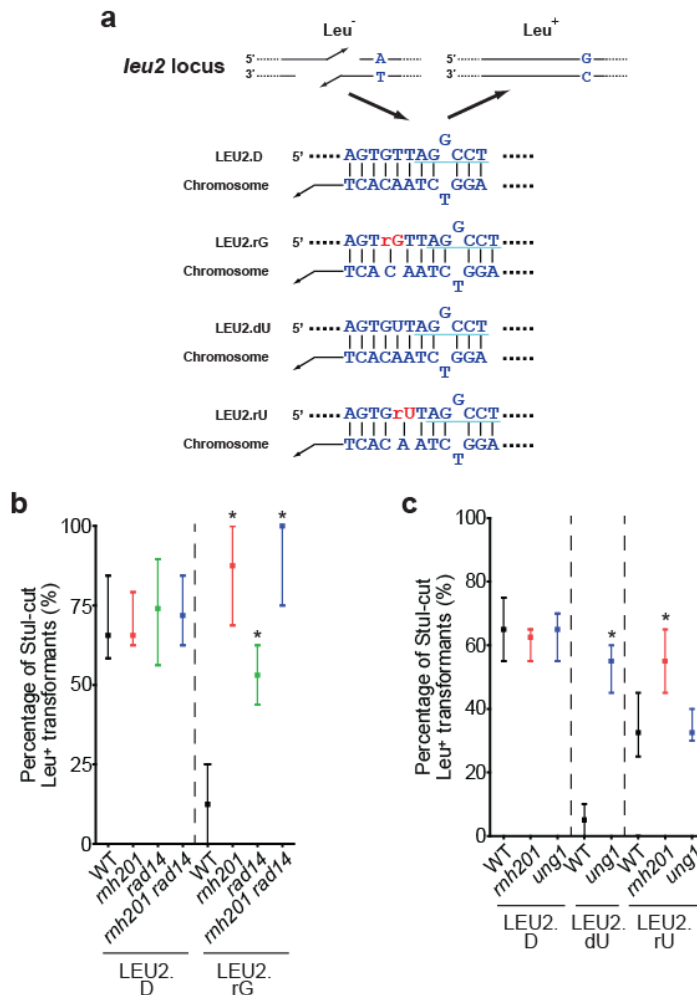 a
Leu⁻ Leu⁺
leu2 locus
5' A G
3' T C
G
LEU2.D 5' AGTGTTAG CCT
Chromosome TCACAATC GGA
T
G
LEU2.rG AGTrGTTAG CCT
5'
Chromosome TCA C AATC GGA
T
G
LEU2.dU 5' AGTGUTAG CCT
Chromosome TCACAATC GGA
T
G
LEU2.rU 5' AGTGrUTAG CCT
Chromosome TCAC A ATC GGA
T
b
Percentage of StuI-cut
Leu⁺ transformants (%)
100
75
50
25
0
* * *
WT rnh201 rad14 rnh201 rad14 WT rnh201 rad14 rnh201 rad14
LEU2.
D
LEU2.
rG
c
Percentage of StuI-cut
Leu⁺ transformants (%)
100
80
60
40
20
0
* *
WT rnh201 ung1 WT ung1 WT rnh201 ung1
LEU2.
D
LEU2.
dU
LEU2.
rU